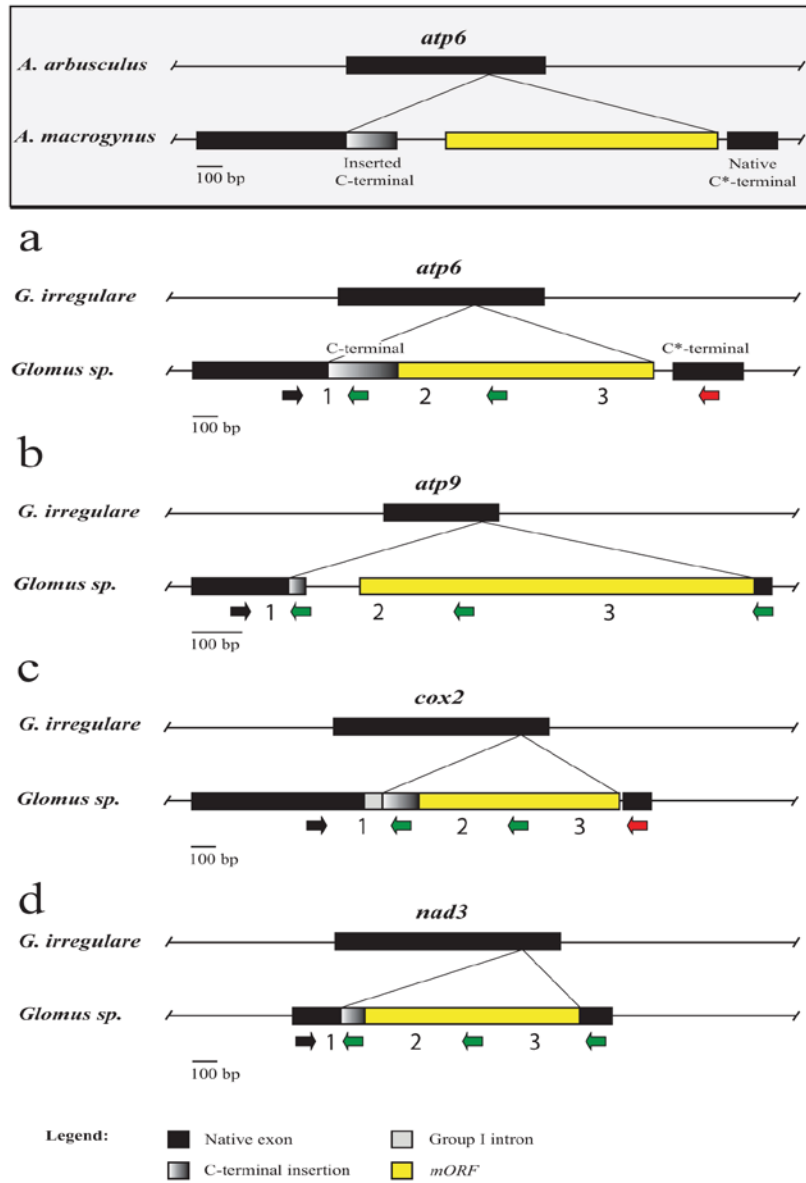 atp6
A. arbusculus
A. macrogynus
100 bp
Inserted
C-terminal
Native
C*-terminal
a
atp6
G. irregulare
C-terminal
C*-terminal
Glomus sp.
1 2 3
100 bp
b
atp9
G. irregulare
Glomus sp.
1 2 3
100 bp
c
cox2
G. irregulare
Glomus sp.
1 2 3
100 bp
d
nad3
G. irregulare
Glomus sp.
1 2 3
100 bp
Legend:
Native exon
Group I intron
C-terminal insertion
mORF